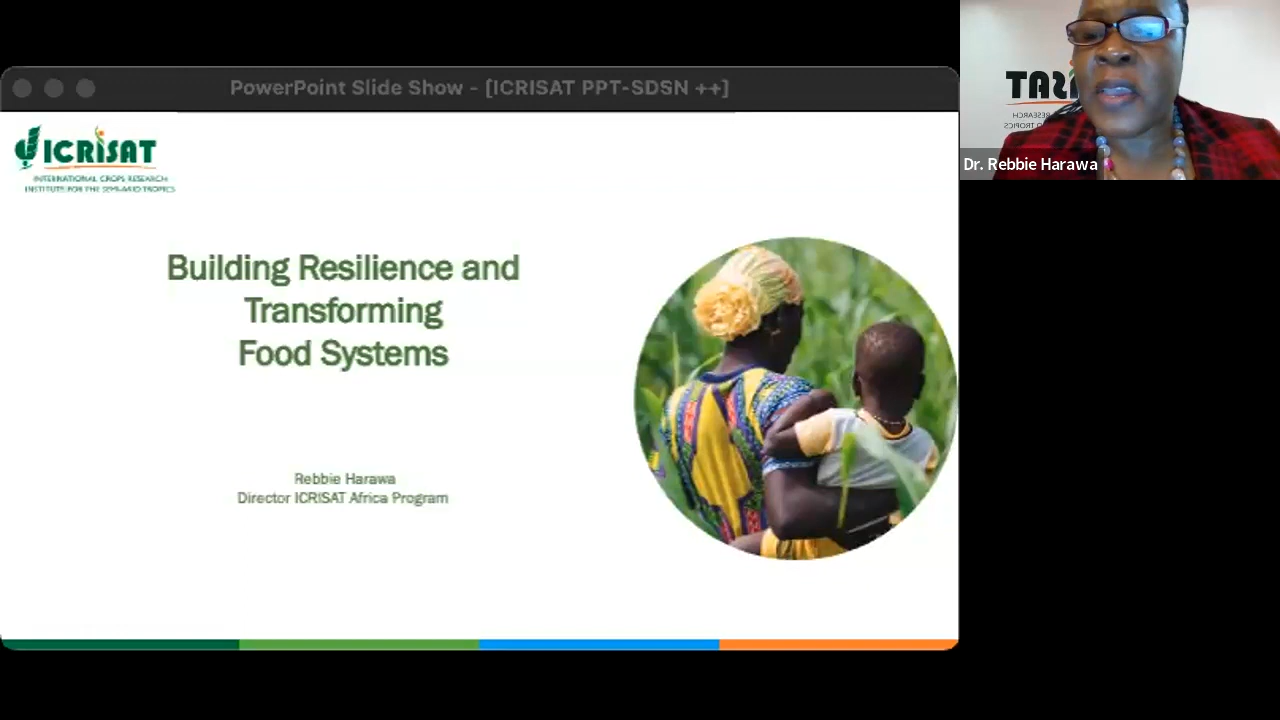 PowerPoint Slide Show - [ICRISAT PPT-SDSN ++]
ICRISAT
INTERNATIONAL CROPS RESEARCH
INSTITUTE FOR THE SEMI-ARID TROPICS
Building Resilience and
Transforming
Food Systems
Rebbie Harawa
Director ICRISAT Africa Program
Dr. Rebbie Harawa